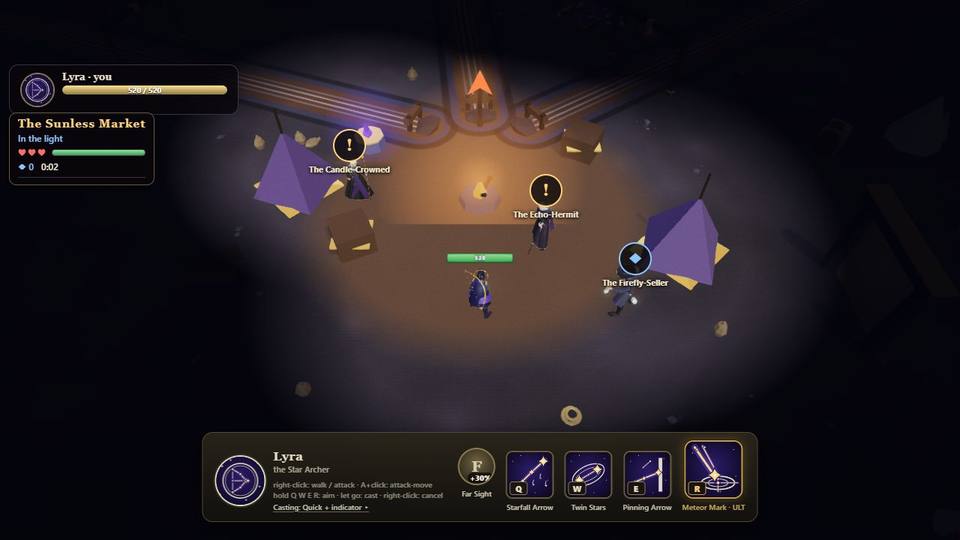 Lyra · you
520 / 520
The Sunless Market
In the light
0 0:02
!
The Candle-Crowned
!
The Echo-Hermit
The Firefly-Seller
520
Lyra
the Star Archer
right-click: walk / attack · A+click: attack-move
hold Q W E R: aim · let go: cast · right-click: cancel
Casting: Quick + indicator
F
+30%
Far Sight
Q
Starfall Arrow
W
Twin Stars
E
Pinning Arrow
R
Meteor Mark · ULT